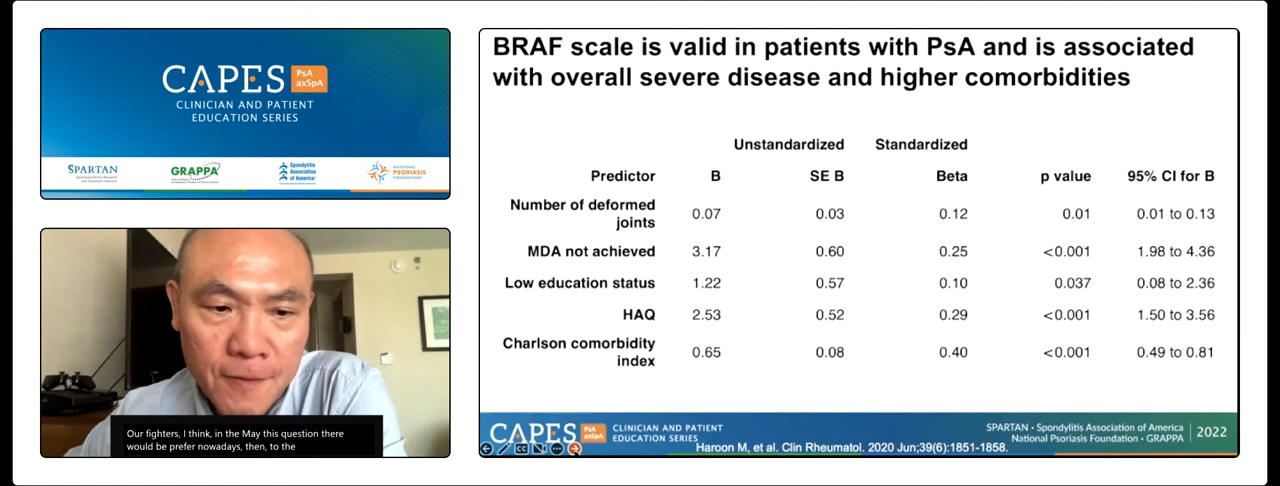 CAPES PsA axSpA
CLINICIAN AND PATIENT
EDUCATION SERIES
SPARTAN
GRAPPA
Spondylitis
Association
of America
NATIONAL
PSORIASIS
FOUNDATION
Our fighters, I think, in the May this question there
would be prefer nowadays, then, to the
BRAF scale is valid in patients with PsA and is associated
with overall severe disease and higher comorbidities
Unstandardized Standardized
Predictor B SE B Beta p value 95% CI for B
Number of deformed
joints 0.07 0.03 0.12 0.01 0.01 to 0.13
MDA not achieved 3.17 0.60 0.25 <0.001 1.98 to 4.36
Low education status 1.22 0.57 0.10 0.037 0.08 to 2.36
HAQ 2.53 0.52 0.29 <0.001 1.50 to 3.56
Charlson comorbidity
index 0.65 0.08 0.40 <0.001 0.49 to 0.81
CAPES PsA axSpA
CLINICIAN AND PATIENT
EDUCATION SERIES
SPARTAN · Spondylitis Association of America
National Psoriasis Foundation · GRAPPA
2022
Haroon M, et al. Clin Rheumatol. 2020 Jun;39(6):1851-1858.